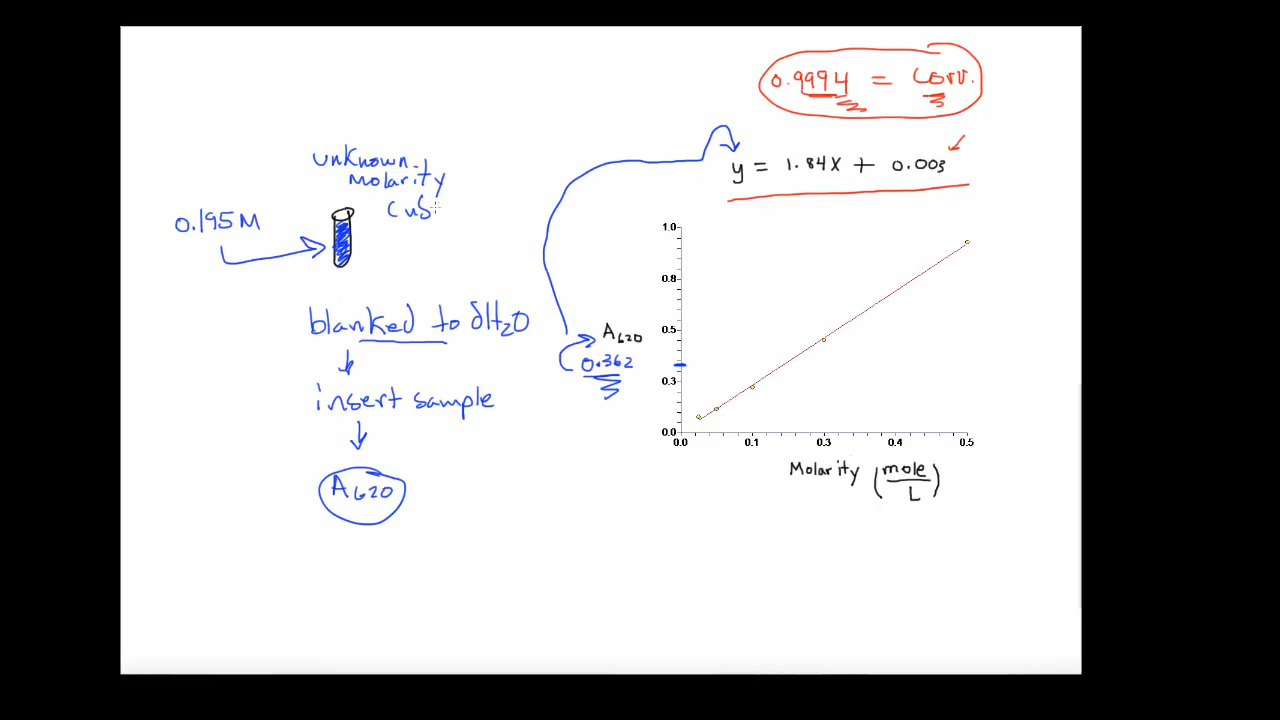 0.9994 = Corr.
y = 1.84X + 0.003
unknown
molarity
CuS
0.195M
blanked to dH₂O
insert sample
A₆₂₀
A₆₂₀
0.362
1.0
0.8
0.5
0.3
0.0
0.0 0.1 0.3 0.4 0.5
Molarity (mole/L)